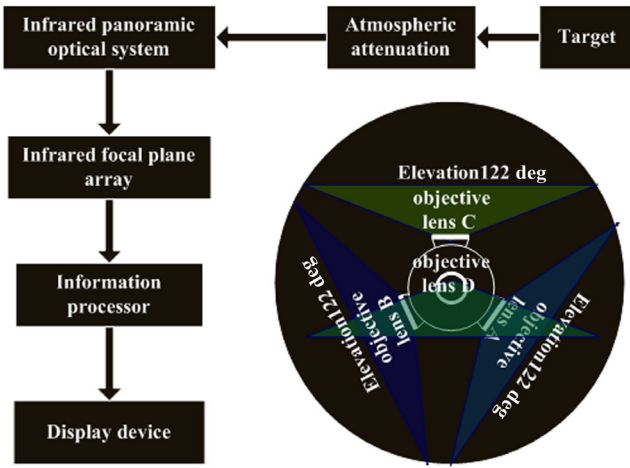 Infrared panoramic
optical system
Atmospheric
attenuation
Target
Infrared focal plane
array
Information
processor
Display device
Elevation122 deg
objective
lens C
objective
lens D
Elevation122 deg
objective
lens B
lens A
objective
Elevation122 deg